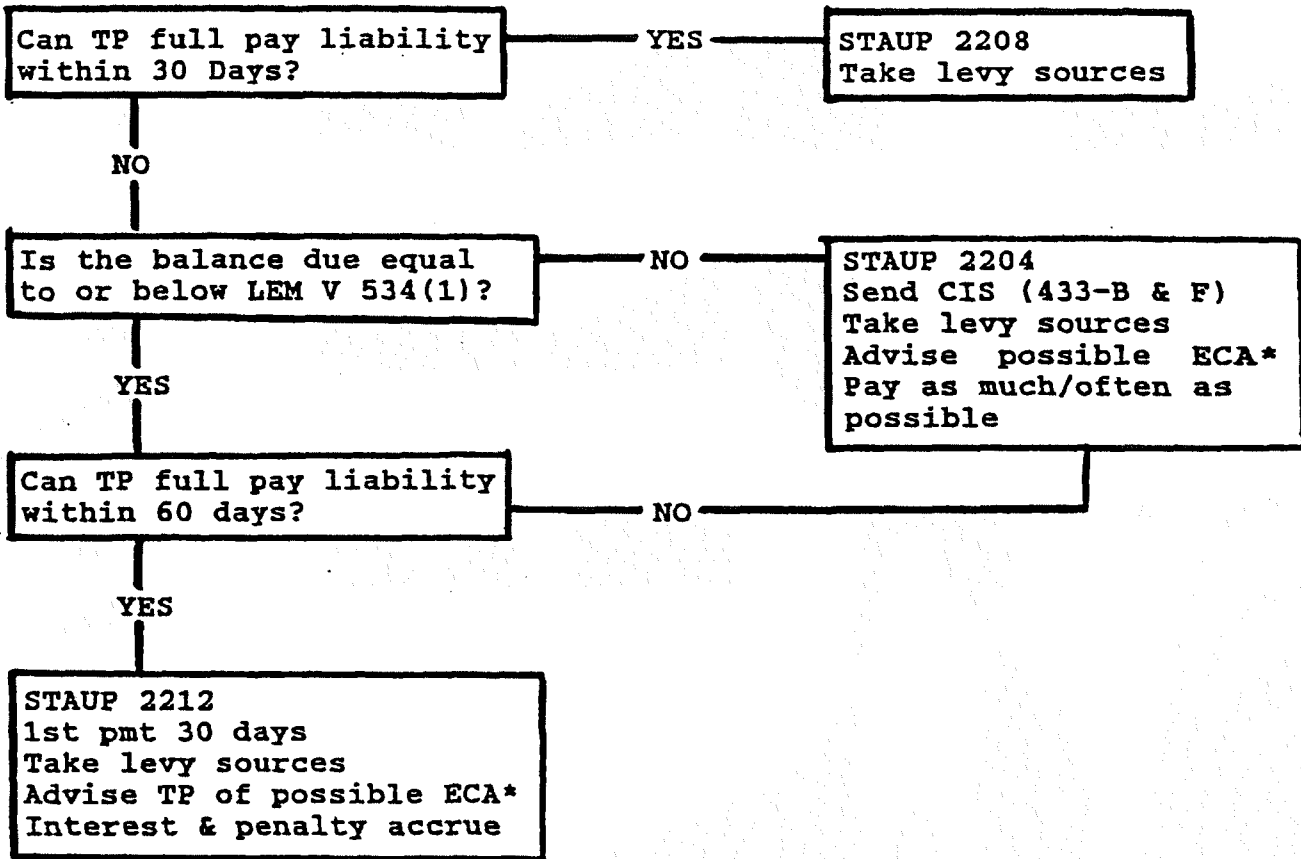 Can TP full pay liability
within 30 Days?
YES
STAUP 2208
Take levy sources
NO
Is the balance due equal
to or below LEM V 534(1)?
NO
STAUP 2204
Send CIS (433-B & F)
Take levy sources
Advise possible ECA*
Pay as much/often as
possible
YES
Can TP full pay liability
within 60 days?
NO
YES
STAUP 2212
1st pmt 30 days
Take levy sources
Advise TP of possible ECA*
Interest & penalty accrue